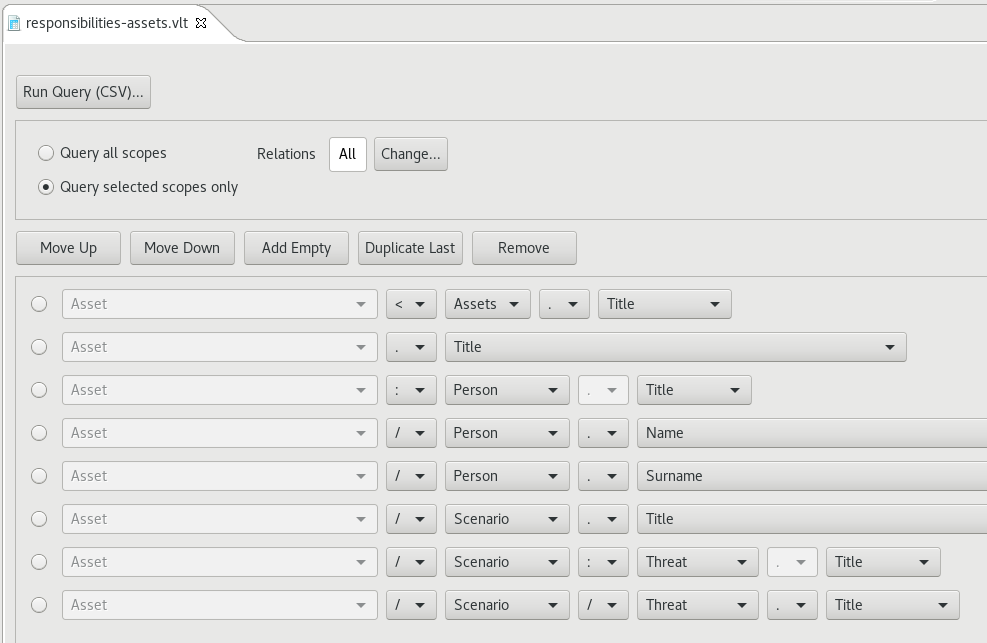 responsibilities-assets.vlt
Run Query (CSV)...
Query all scopes Relations All Change...
Query selected scopes only
Move Up Move Down Add Empty Duplicate Last Remove
Asset < Assets . Title
Asset . Title
Asset : Person . Title
Asset / Person . Name
Asset / Person . Surname
Asset / Scenario . Title
Asset / Scenario : Threat . Title
Asset / Scenario / Threat . Title